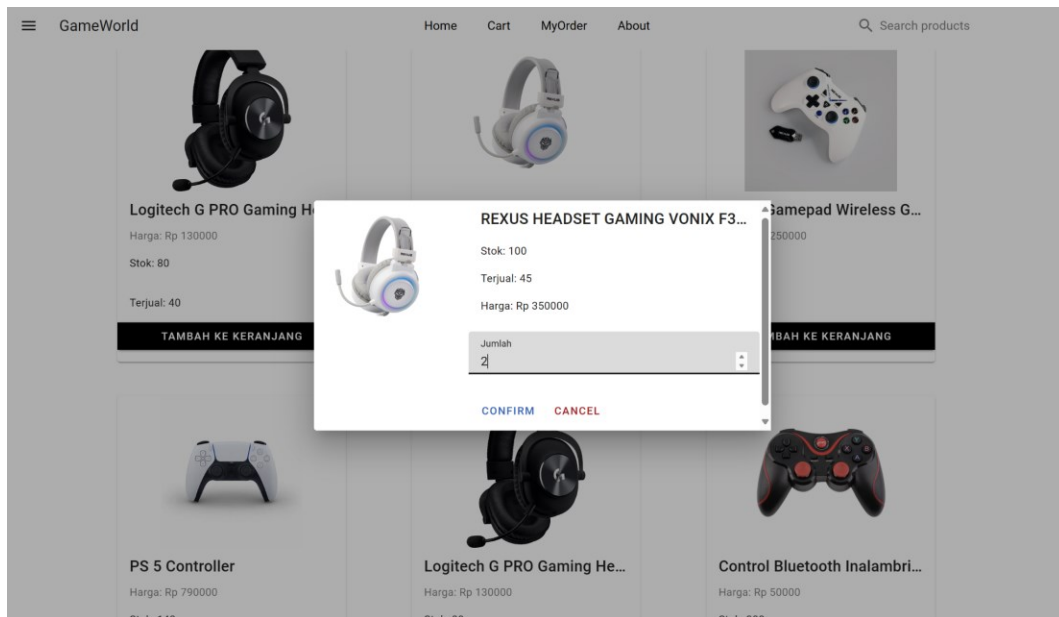 GameWorld
Home Cart MyOrder About
Search products
Logitech G PRO Gaming H
Harga: Rp 130000
Stok: 80
Terjual: 40
TAMBAH KE KERANJANG
REXUS HEADSET GAMING VONIX F3...
Stok: 100
Terjual: 45
Harga: Rp 350000
Jumlah
2
CONFIRM CANCEL
Gamepad Wireless G...
250000
BAH KE KERANJANG
PS 5 Controller
Harga: Rp 790000
Logitech G PRO Gaming He...
Harga: Rp 130000
Control Bluetooth Inalambri...
Harga: Rp 50000